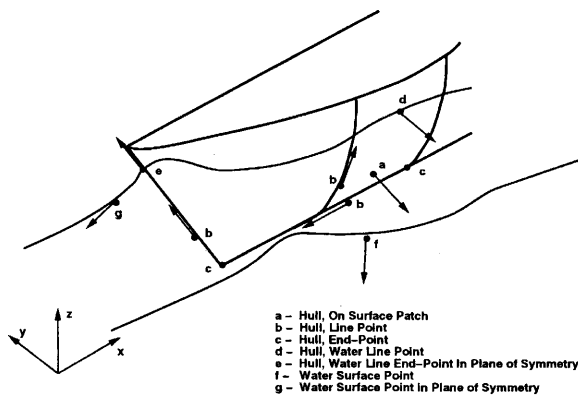 d
a
c
b
e
g
b
b
c
f
z
y
x
a – Hull, On Surface Patch
b – Hull, Line Point
c – Hull, End–Point
d – Hull, Water Line Point
e – Hull, Water Line End–Point In Plane of Symmetry
f – Water Surface Point
g – Water Surface Point in Plane of Symmetry